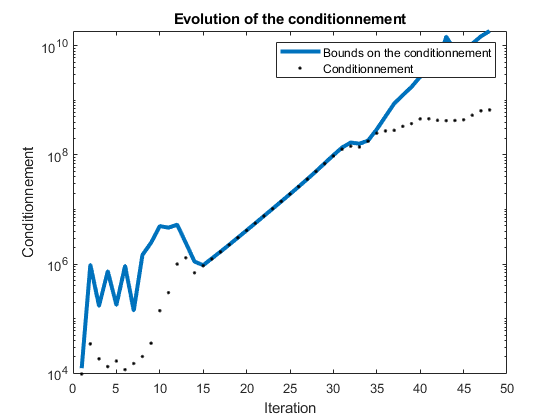 Evolution of the conditionnement
Bounds on the conditionnement
Conditionnement
Conditionnement
10^10
10^8
10^6
10^4
0 5 10 15 20 25 30 35 40 45 50
Iteration